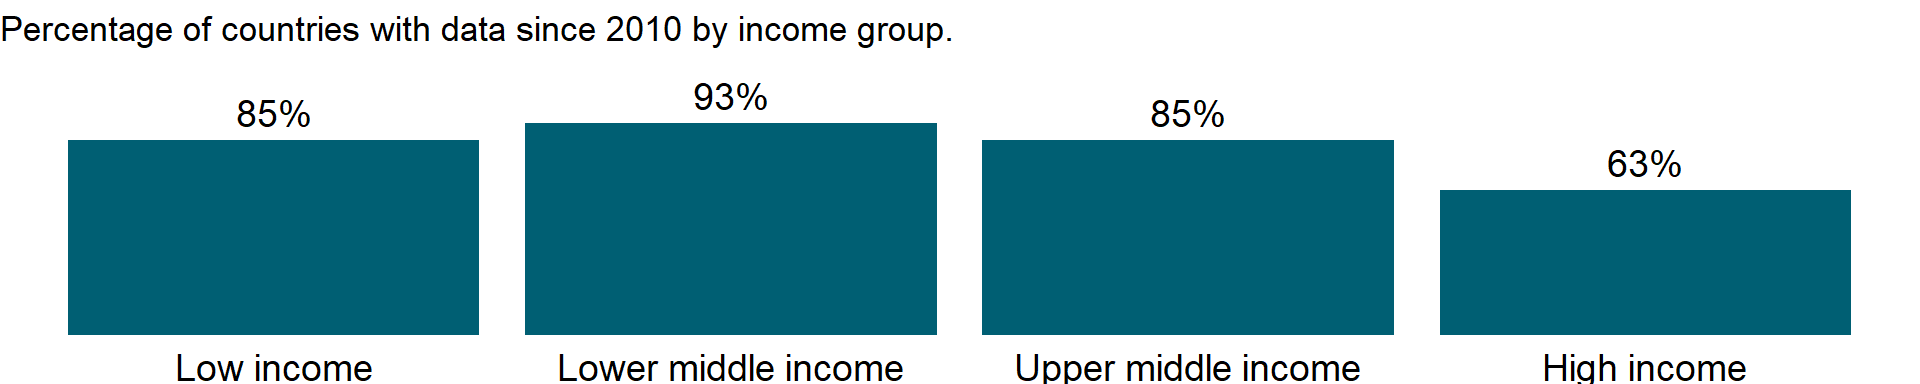 Percentage of countries with data since 2010 by income group.
85%
93%
85%
63%
Low income
Lower middle income
Upper middle income
High income